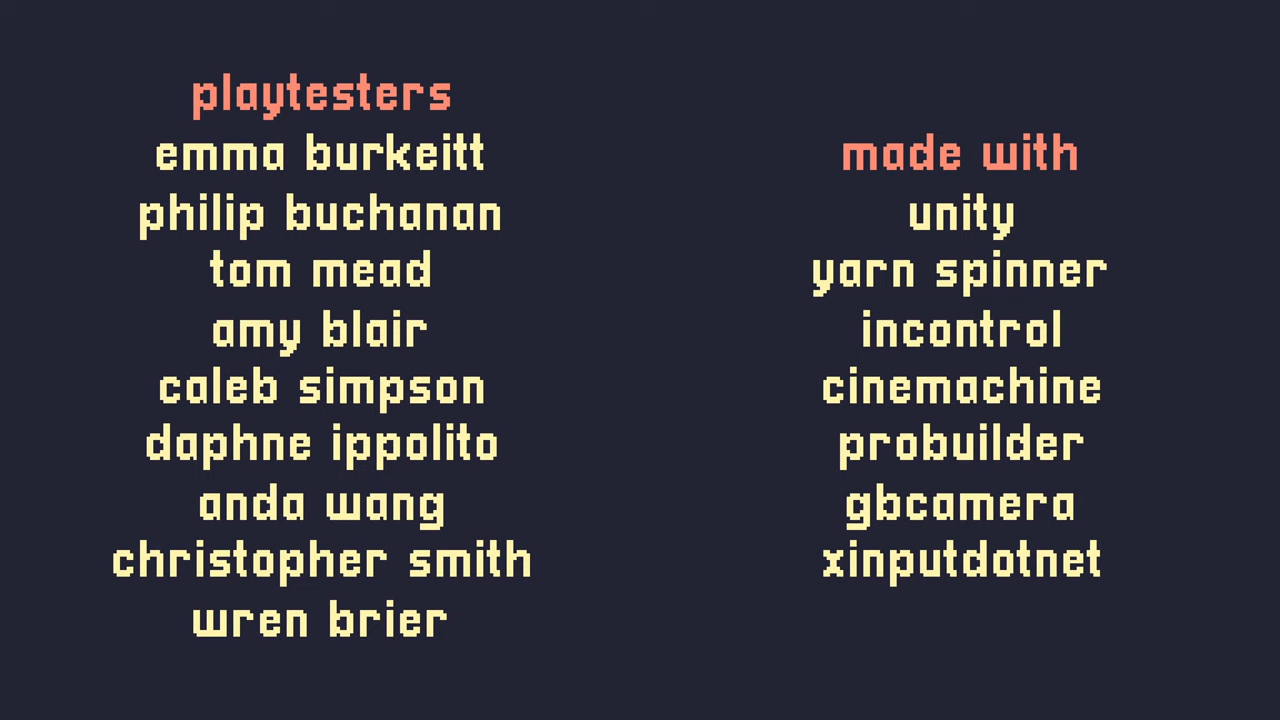 playtesters
emma burkeitt
philip buchanan
tom mead
amy blair
caleb simpson
daphne ippolito
anda wang
christopher smith
wren brier
made with
unity
yarn spinner
incontrol
cinemachine
probuilder
gbcamera
xinputdotnet